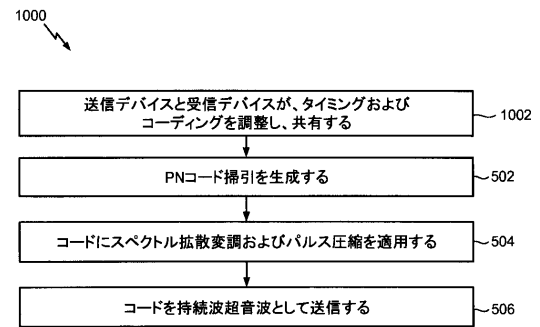 1000
送信デバイスと受信デバイスが、タイミングおよび
コーディングを調整し、共有する
1002
PNコード掃引を生成する
502
コードにスペクトル拡散変調およびパルス圧縮を適用する
504
コードを持続波超音波として送信する
506